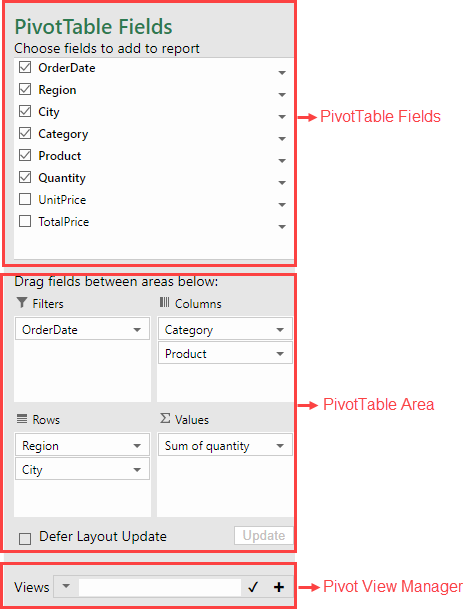 PivotTable Fields
Choose fields to add to report
OrderDate
Region
City
Category
Product
Quantity
UnitPrice
TotalPrice
PivotTable Fields
Drag fields between areas below:
Filters
Columns
OrderDate
Category
Product
PivotTable Area
Rows
Σ Values
Region
Sum of quantity
City
Defer Layout Update
Update
Views
Pivot View Manager